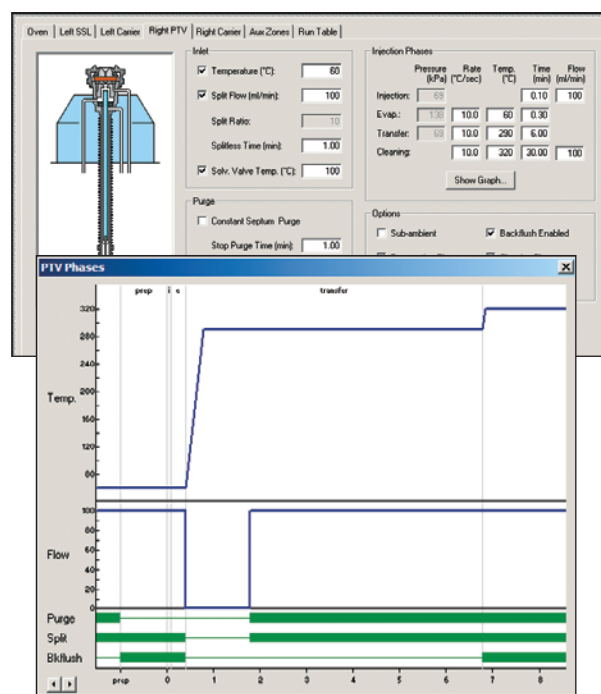 Oven Left SSL Left Carrier Right PTV Right Carrier Aux Zones Run Table
Inlet
Temperature (°C): 60
Split Flow (ml/min): 100
Split Ratio: 10
Splitless Time (min): 1.00
Solv. Valve Temp. (°C): 100
Purge
Constant Septum Purge
Stop Purge Time (min): 1.00
Injection Phases
Pressure (kPa) Rate (°C/sec) Temp. (°C) Time (min) Flow (ml/min)
Injection: 69 0.10 100
Evap.: 138 10.0 60 0.30
Transfer: 69 10.0 290 6.00
Cleaning: 10.0 320 30.00 100
Show Graph...
Options
Sub-ambient Backflush Enabled
PTV Phases
prep i e transfer
Temp.
320
280
240
200
160
120
80
Flow
100
80
60
40
20
0
Purge
Split
Bkflush
prep 0 1 2 3 4 5 6 7 8